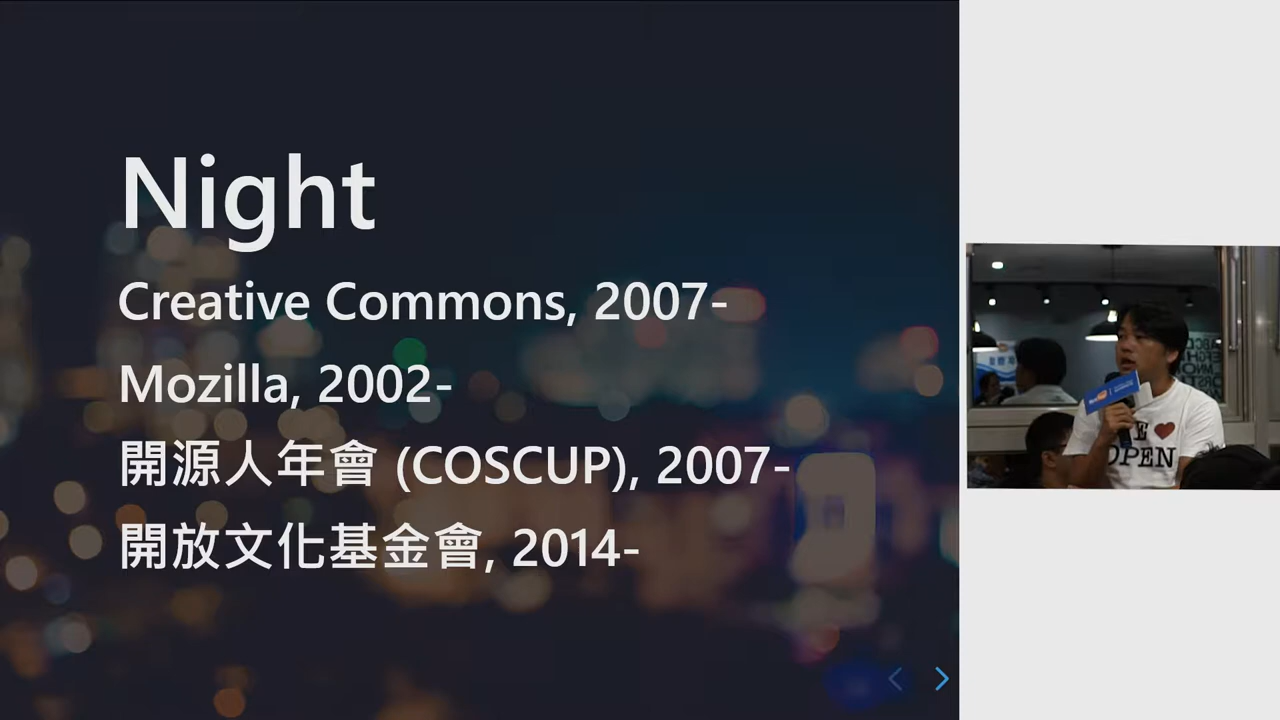 Night
Creative Commons, 2007-
Mozilla, 2002-
開源人年會 (COSCUP), 2007-
開放文化基金會, 2014-
OPEN